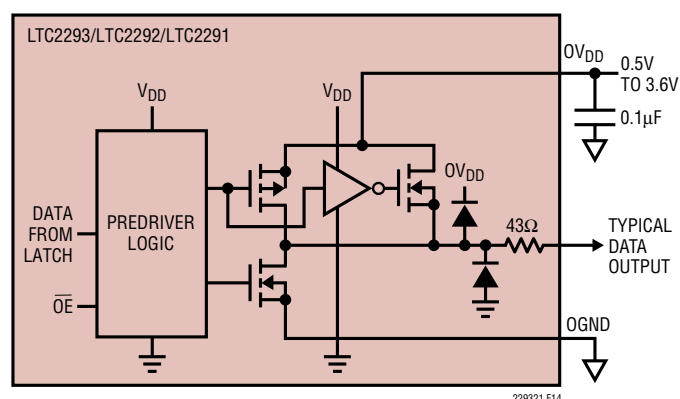 LTC2293/LTC2292/LTC2291
OVDD
0.5V
TO 3.6V
0.1µF
VDD
VDD
OVDD
DATA
FROM
LATCH
PREDRIVER
LOGIC
43Ω
TYPICAL
DATA
OUTPUT
OE
OGND
229321 F14